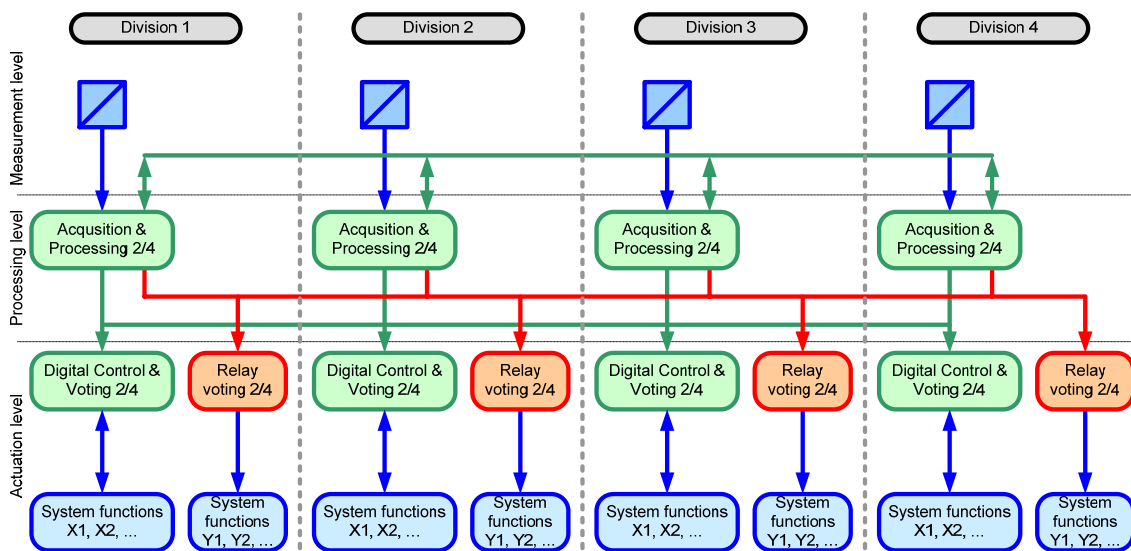 Division 1
Division 2
Division 3
Division 4
Measurement level
Acqusition &
Processing 2/4
Acqusition &
Processing 2/4
Acqusition &
Processing 2/4
Acqusition &
Processing 2/4
Processing level
Digital Control &
Voting 2/4
Relay
voting 2/4
Digital Control &
Voting 2/4
Relay
voting 2/4
Digital Control &
Voting 2/4
Relay
voting 2/4
Digital Control &
Voting 2/4
Relay
voting 2/4
Actuation level
System functions
X1, X2, ...
System
functions
Y1, Y2, ...
System functions
X1, X2, ...
System
functions
Y1, Y2, ...
System functions
X1, X2, ...
System
functions
Y1, Y2, ...
System functions
X1, X2, ...
System
functions
Y1, Y2, ...